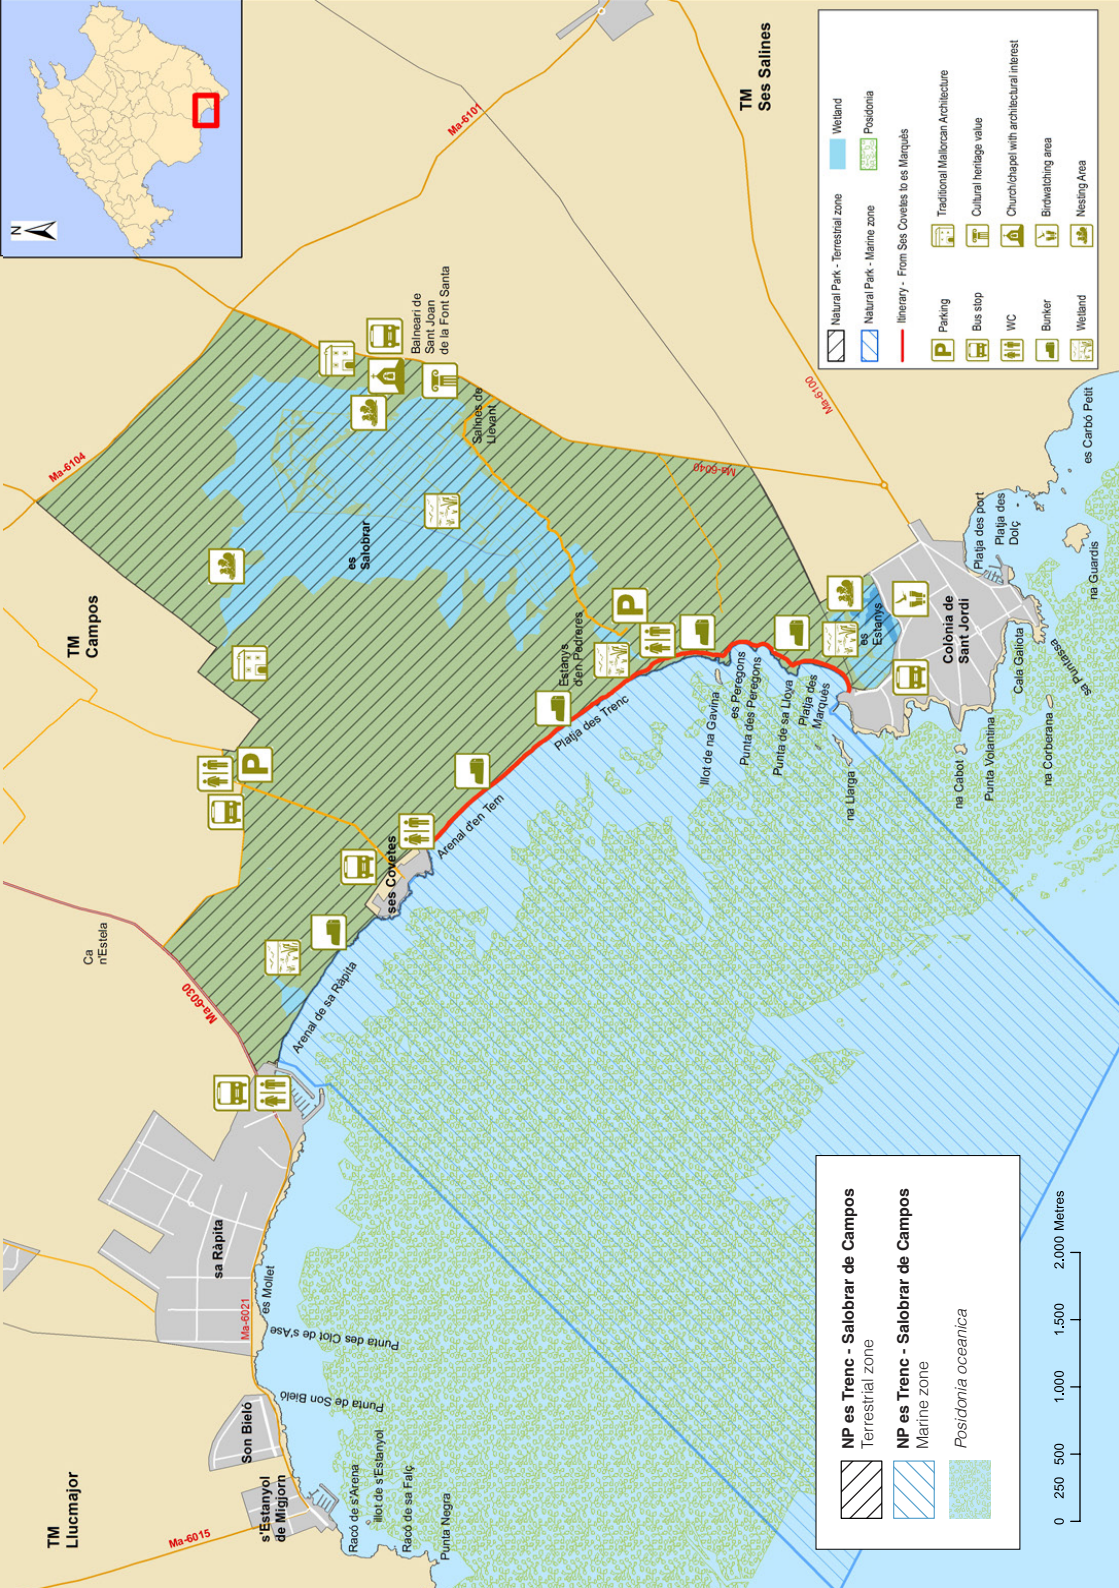 N
TM
Llucmajor
TM
Campos
TM
Ses Salines
Ma-6015
Ma-6021
Ma-6030
Ma-6104
Ma-6101
Ma-6100
Ma-6040
s'Estanyol
de Migjorn
Son Bieló
sa Ràpita
Ca
n'Estela
ses Covetes
es
Salobrar
Balneari de
Sant Joan
de la Font Santa
Salines de
Llevant
Estanys
d'en Pedreres
es
Estanys
Colònia de
Sant Jordi
Racó de s'Arena
illot de s'Estanyol
Racó de sa Falç
Punta Negra
Punta de Son Bieló
Punta des Clot de s'Ase
es Mollet
Arenal de sa Ràpita
Arenal d'en Tem
Platja des Trenc
Illot de na Gavina
es Peregons
Punta des Peregons
Punta de sa Lloya
Platja des
Marquès
na Llarga
na Cabot
Punta Volantina
Cala Galiota
na Corberana
sa Puntassa
Platja des port
Platja des
Dolç
na Guardis
es Carbó Petit
Natural Park - Terrestrial zone
Wetland
Natural Park - Marine zone
Posidonia
Itinerary - From Ses Covetes to es Marquès
P
Parking
Traditional Mallorcan Architecture
Bus stop
Cultural heritage value
WC
Church/chapel with architectural interest
Bunker
Birdwatching area
Wetland
Nesting Area
P
P
NP es Trenc - Salobrar de Campos
Terrestrial zone
NP es Trenc - Salobrar de Campos
Marine zone
Posidonia oceanica
0 250 500 1.000 1.500 2.000 Metres